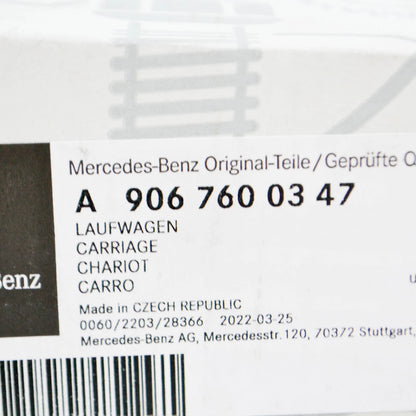 Mercedes-Benz Original-Teile/Geprüfte Q
A 906 760 03 47
LAUFWAGEN
CARRIAGE
CHARIOT
CARRO
Benz
Made in CZECH REPUBLIC
0060/2203/28366 2022-03-25
Mercedes-Benz AG, Mercedesstr.120, 70372 Stuttgart,